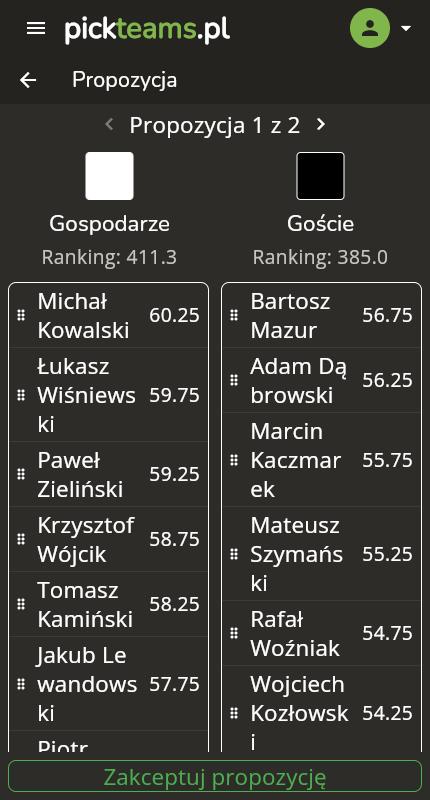 pickteams.pl
Propozycja
Propozycja 1 z 2
Gospodarze
Ranking: 411.3
Goście
Ranking: 385.0
Michał
Kowalski
60.25
Łukasz
Wiśniews
ki
59.75
Paweł
Zieliński
59.25
Krzysztof
Wójcik
58.75
Tomasz
Kamiński
58.25
Jakub Le
wandows
ki
57.75
Piotr
Bartosz
Mazur
56.75
Adam Dą
browski
56.25
Marcin
Kaczmar
ek
55.75
Mateusz
Szymańs
ki
55.25
Rafał
Woźniak
54.75
Wojciech
Kozłowsk
i
54.25
Zakceptuj propozycję